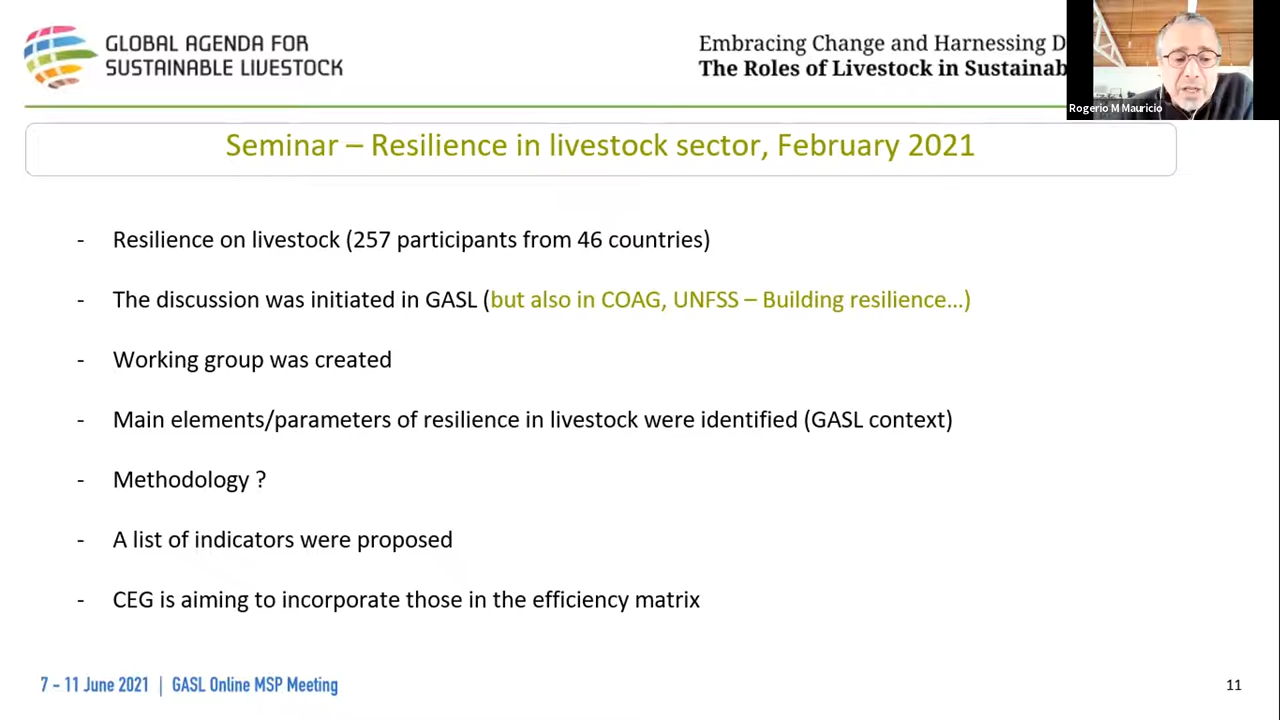 GLOBAL AGENDA FOR
SUSTAINABLE LIVESTOCK
Embracing Change and Harnessing D
The Roles of Livestock in Sustainab
Rogerio M Mauricio
Seminar – Resilience in livestock sector, February 2021
- Resilience on livestock (257 participants from 46 countries)
- The discussion was initiated in GASL (but also in COAG, UNFSS – Building resilience...)
- Working group was created
- Main elements/parameters of resilience in livestock were identified (GASL context)
- Methodology ?
- A list of indicators were proposed
- CEG is aiming to incorporate those in the efficiency matrix
7 - 11 June 2021 | GASL Online MSP Meeting
11